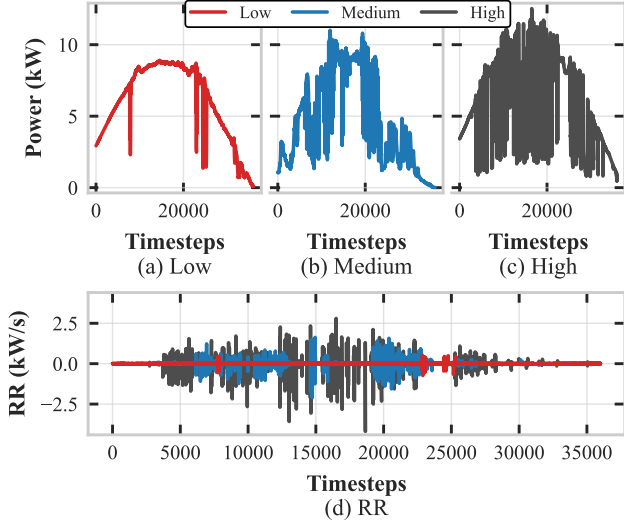 Low Medium High
Power (kW)
10
5
0
0 20000 0 20000 0 20000
Timesteps Timesteps Timesteps
(a) Low (b) Medium (c) High
RR (kW/s)
2.5
0.0
−2.5
0 5000 10000 15000 20000 25000 30000 35000
Timesteps
(d) RR